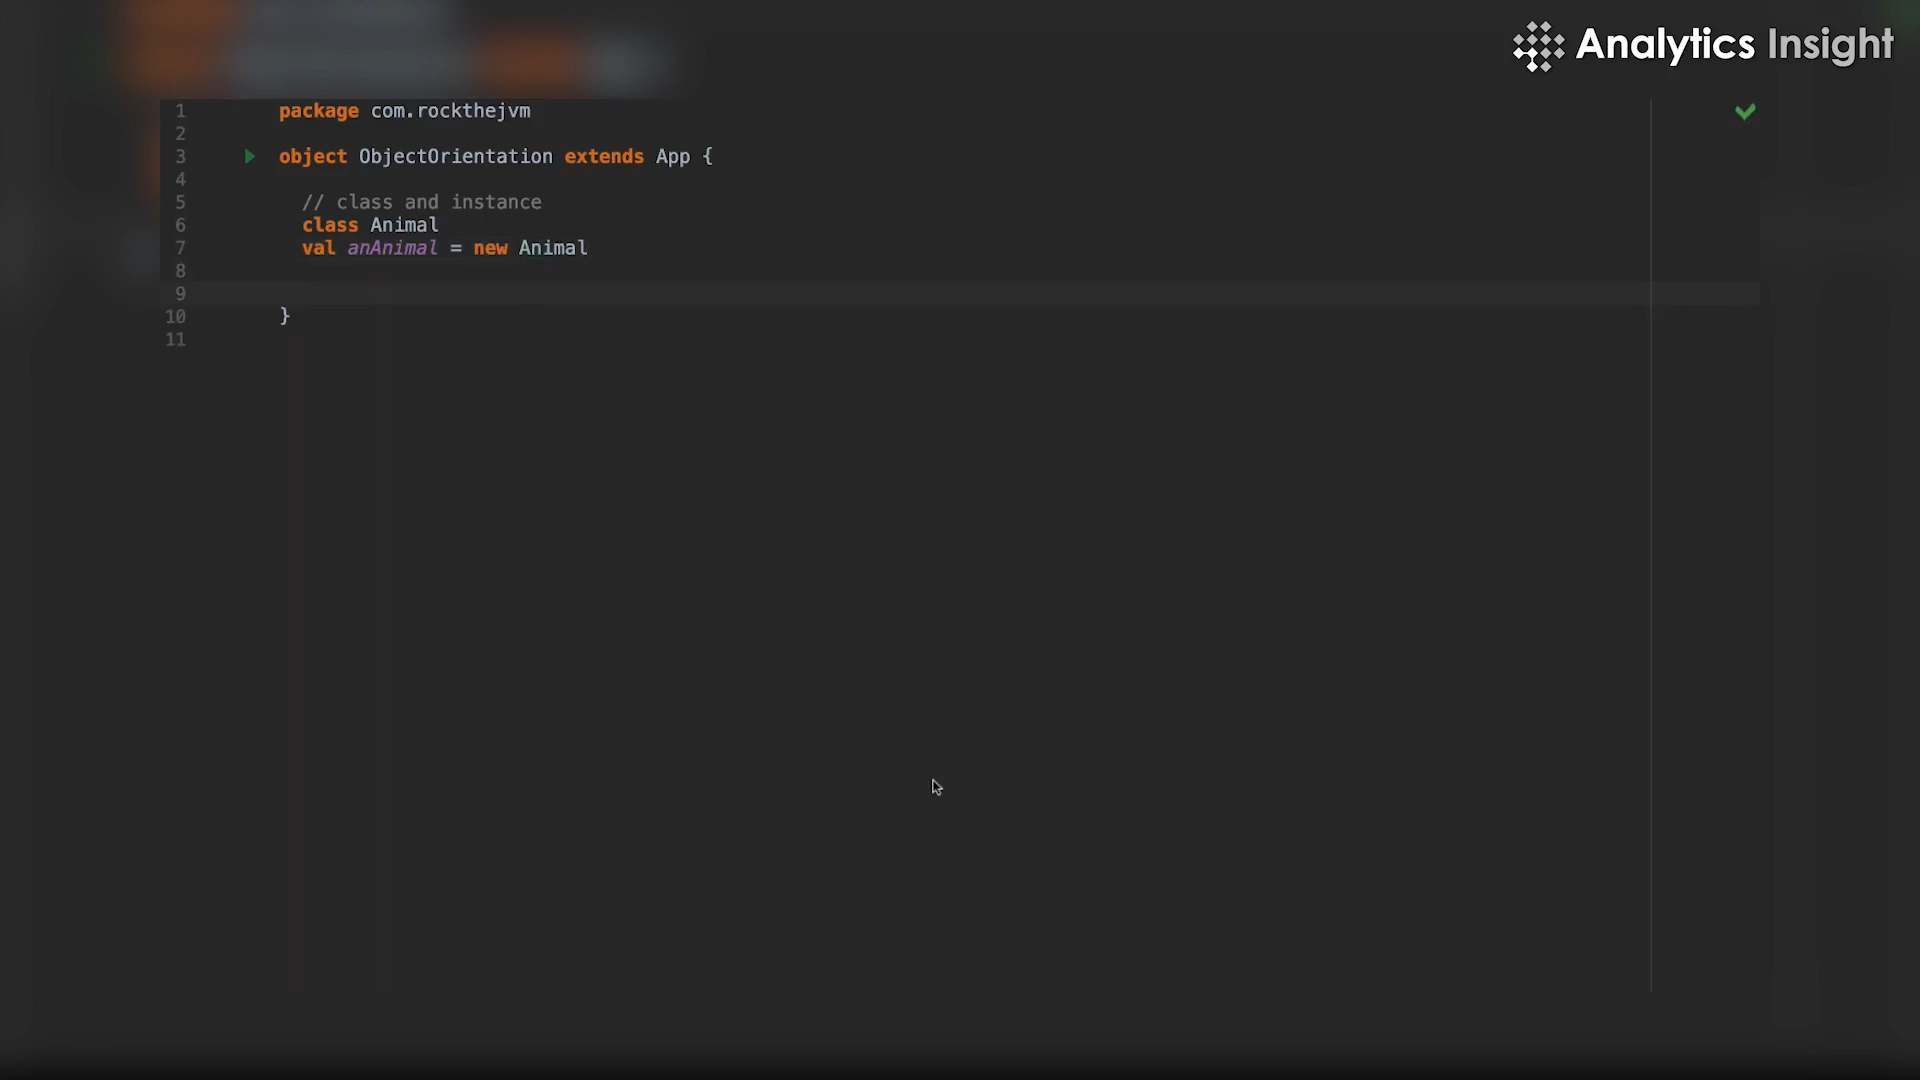 Analytics Insight
1 package com.rockthejvm
2
3 object ObjectOrientation extends App {
4
5 // class and instance
6 class Animal
7 val anAnimal = new Animal
8
9
10 }
11